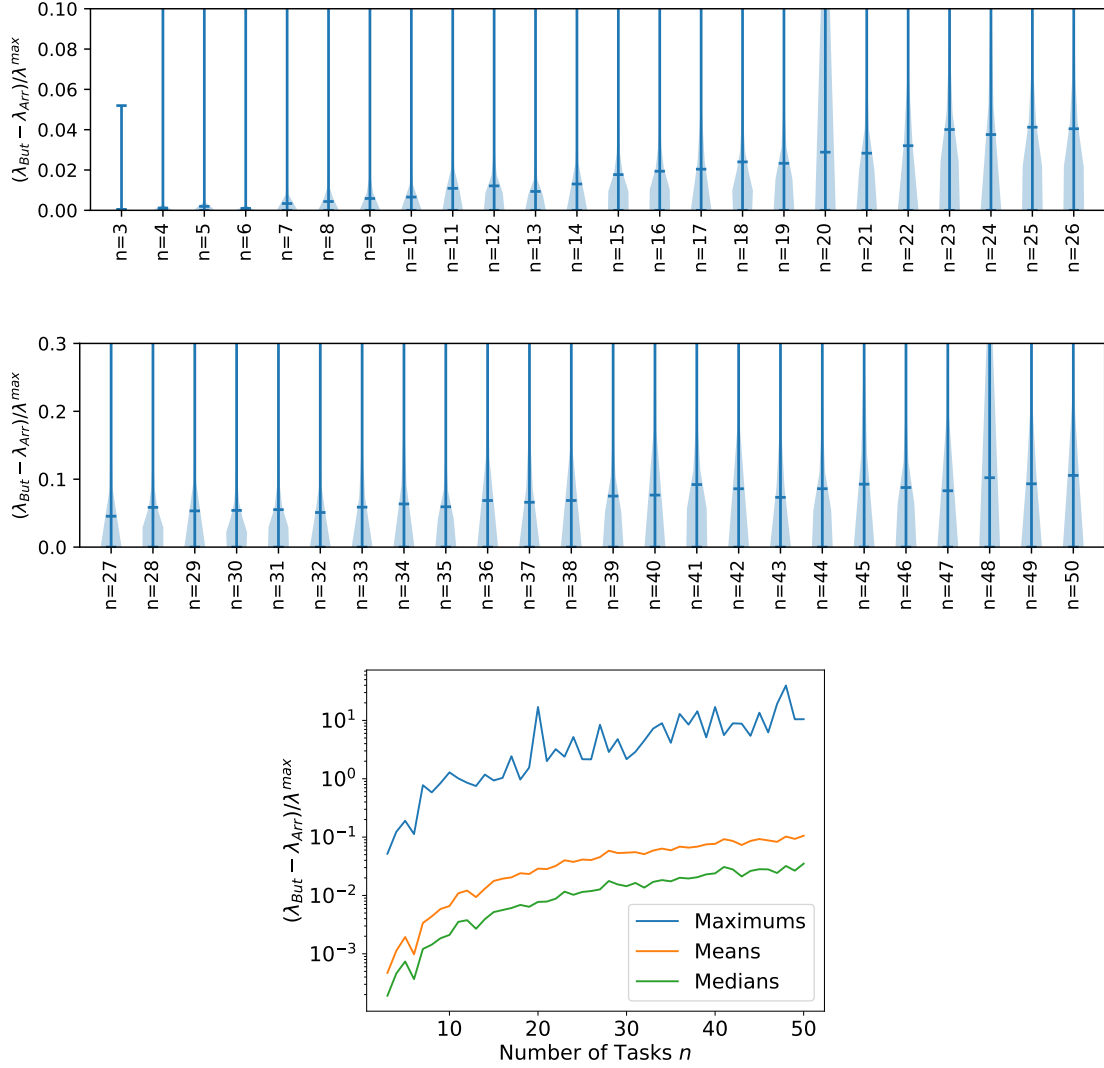 (λ_But − λ_Arr)/λ^max
0.10
0.08
0.06
0.04
0.02
0.00
n=3 n=4 n=5 n=6 n=7 n=8 n=9 n=10 n=11 n=12 n=13 n=14 n=15 n=16 n=17 n=18 n=19 n=20 n=21 n=22 n=23 n=24 n=25 n=26
(λ_But − λ_Arr)/λ^max
0.3
0.2
0.1
0.0
n=27 n=28 n=29 n=30 n=31 n=32 n=33 n=34 n=35 n=36 n=37 n=38 n=39 n=40 n=41 n=42 n=43 n=44 n=45 n=46 n=47 n=48 n=49 n=50
(λ_But − λ_Arr)/λ^max
10^1
10^0
10^−1
10^−2
10^−3
Maximums
Means
Medians
10 20 30 40 50
Number of Tasks n